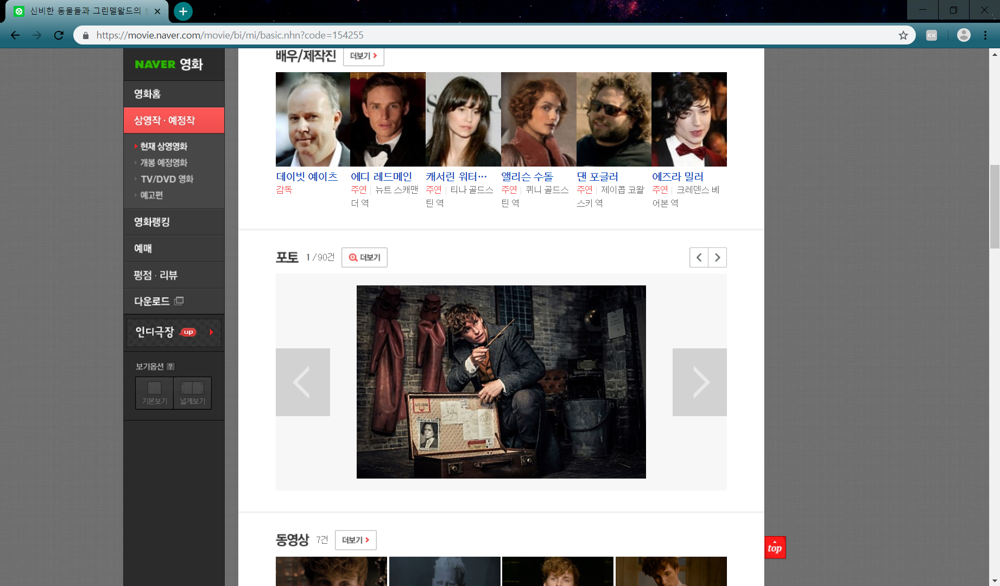 신비한 동물들과 그린델왈드의
https://movie.naver.com/movie/bi/mi/basic.nhn?code=154255
EX
NAVER 영화
영화홈
상영작 · 예정작
현재 상영영화
개봉 예정영화
TV/DVD 영화
예고편
영화랭킹
예매
평점 · 리뷰
다운로드
인디극장 up
보기옵션 ?
기본보기 넓게보기
배우/제작진 더보기
데이빗 예이츠
감독
에디 레드메인
주연 | 뉴트 스캐맨
더 역
캐서린 워터…
주연 | 티나 골드스
틴 역
앨리슨 수돌
주연 | 퀴니 골드스
틴 역
댄 포글러
주연 | 제이콥 코왈
스키 역
에즈라 밀러
주연 | 크레덴스 베
어본 역
포토 1 / 90건 더보기
동영상 7건 더보기
top